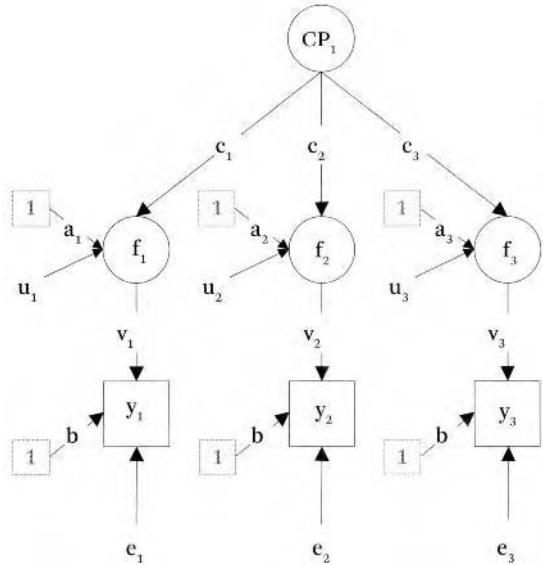 CP₁
c₁ c₂ c₃
1 1 1
a₁ a₂ a₃
f₁ f₂ f₃
u₁ u₂ u₃
v₁ v₂ v₃
y₁ y₂ y₃
b b b
1 1 1
e₁ e₂ e₃